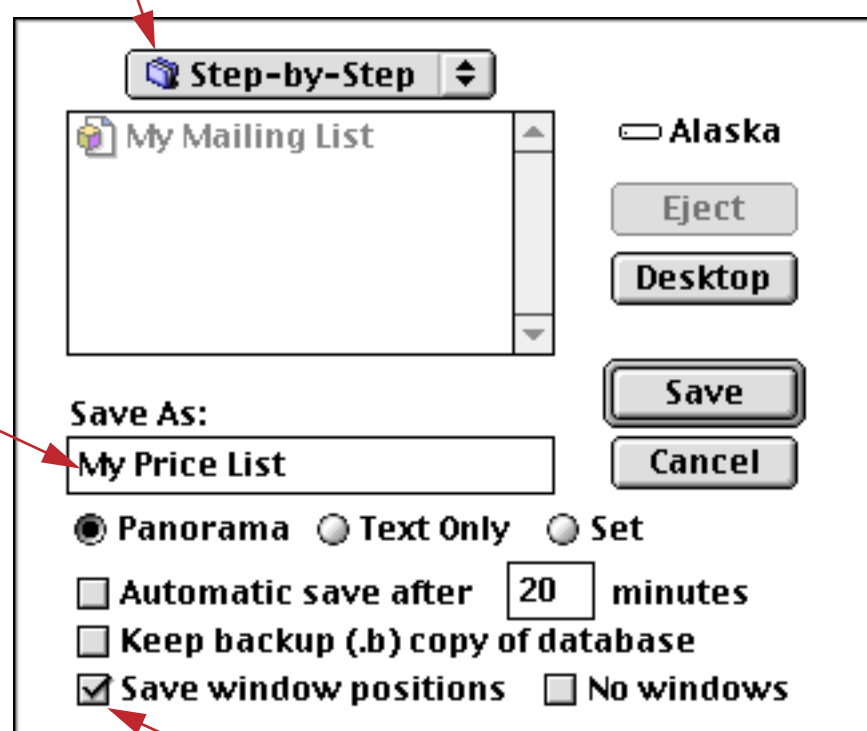 Step-by-Step
My Mailing List
Alaska
Eject
Desktop
Save
Save As:
My Price List
Cancel
Panorama Text Only Set
Automatic save after 20 minutes
Keep backup (.b) copy of database
Save window positions No windows